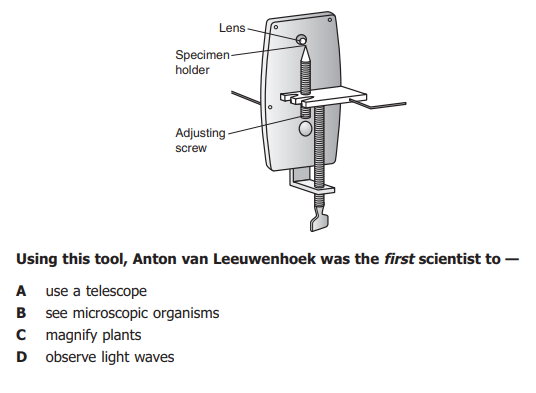 Lens
Specimen
holder
Adjusting
screw
Using this tool, Anton van Leeuwenhoek was the first scientist to —
A use a telescope
B see microscopic organisms
C magnify plants
D observe light waves